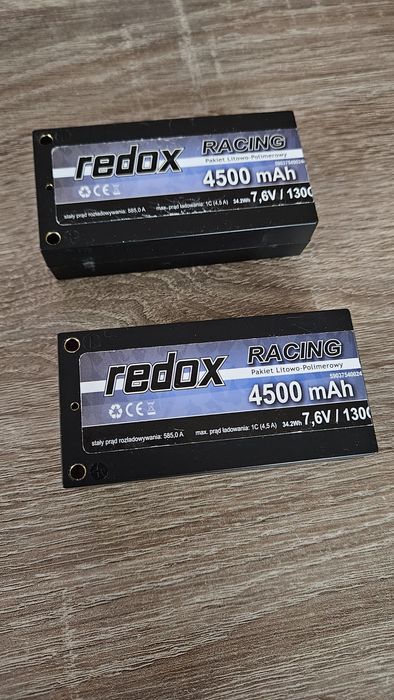 redox
RACING
Pakiet Litowo-Polimerowy
4500 mAh
stały prąd rozładowywania: 585,0 A max. prąd ładowania: 1C (4,5 A) 34.2Wh 7,6V / 130C
redox
RACING
Pakiet Litowo-Polimerowy
4500 mAh
stały prąd rozładowywania: 585,0 A max. prąd ładowania: 1C (4,5 A) 34.2Wh 7,6V / 130C